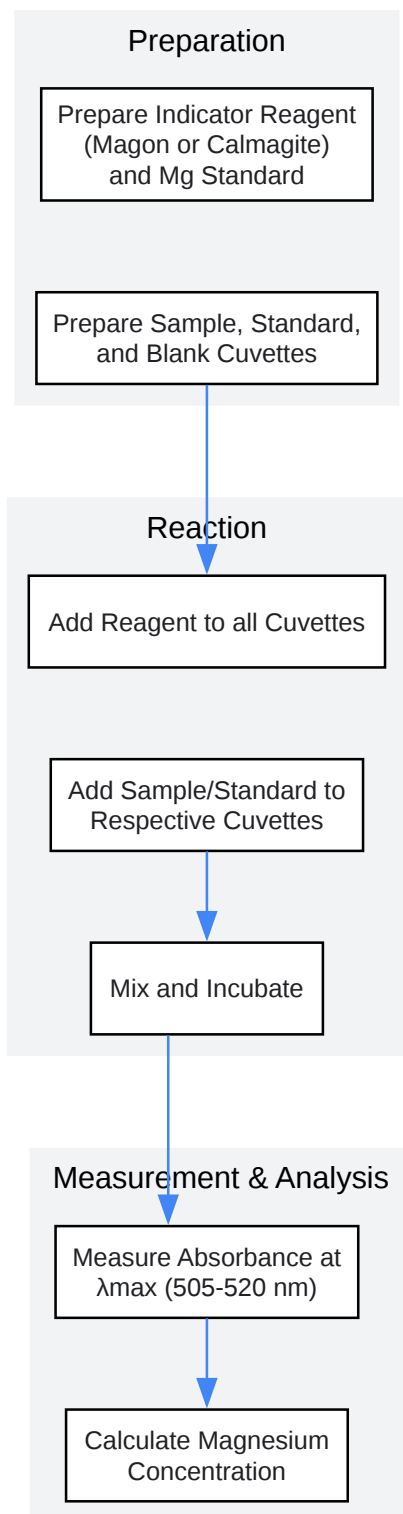 Preparation
Prepare Indicator Reagent
(Magon or Calmagite)
and Mg Standard
Prepare Sample, Standard,
and Blank Cuvettes
Reaction
Add Reagent to all Cuvettes
Add Sample/Standard to
Respective Cuvettes
Mix and Incubate
Measurement & Analysis
Measure Absorbance at
λmax (505-520 nm)
Calculate Magnesium
Concentration